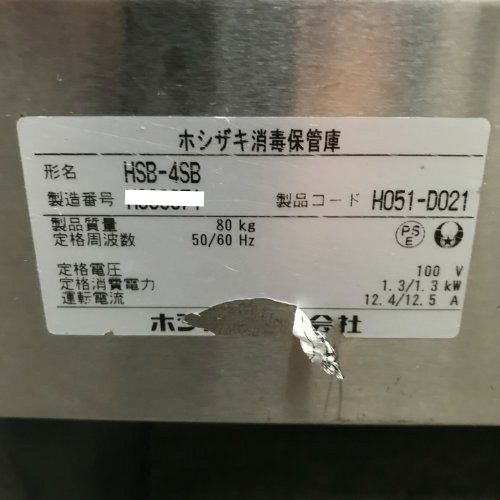 ホシザキ消毒保管庫
形名 HSB-4SB
製造番号 製品コード H051-D021
製品質量 80 kg
定格周波数 50/60 Hz
PS
E
定格電圧 100 V
定格消費電力 1.3/1.3 kW
運転電流 12.4/12.5 A
ホシ 会社